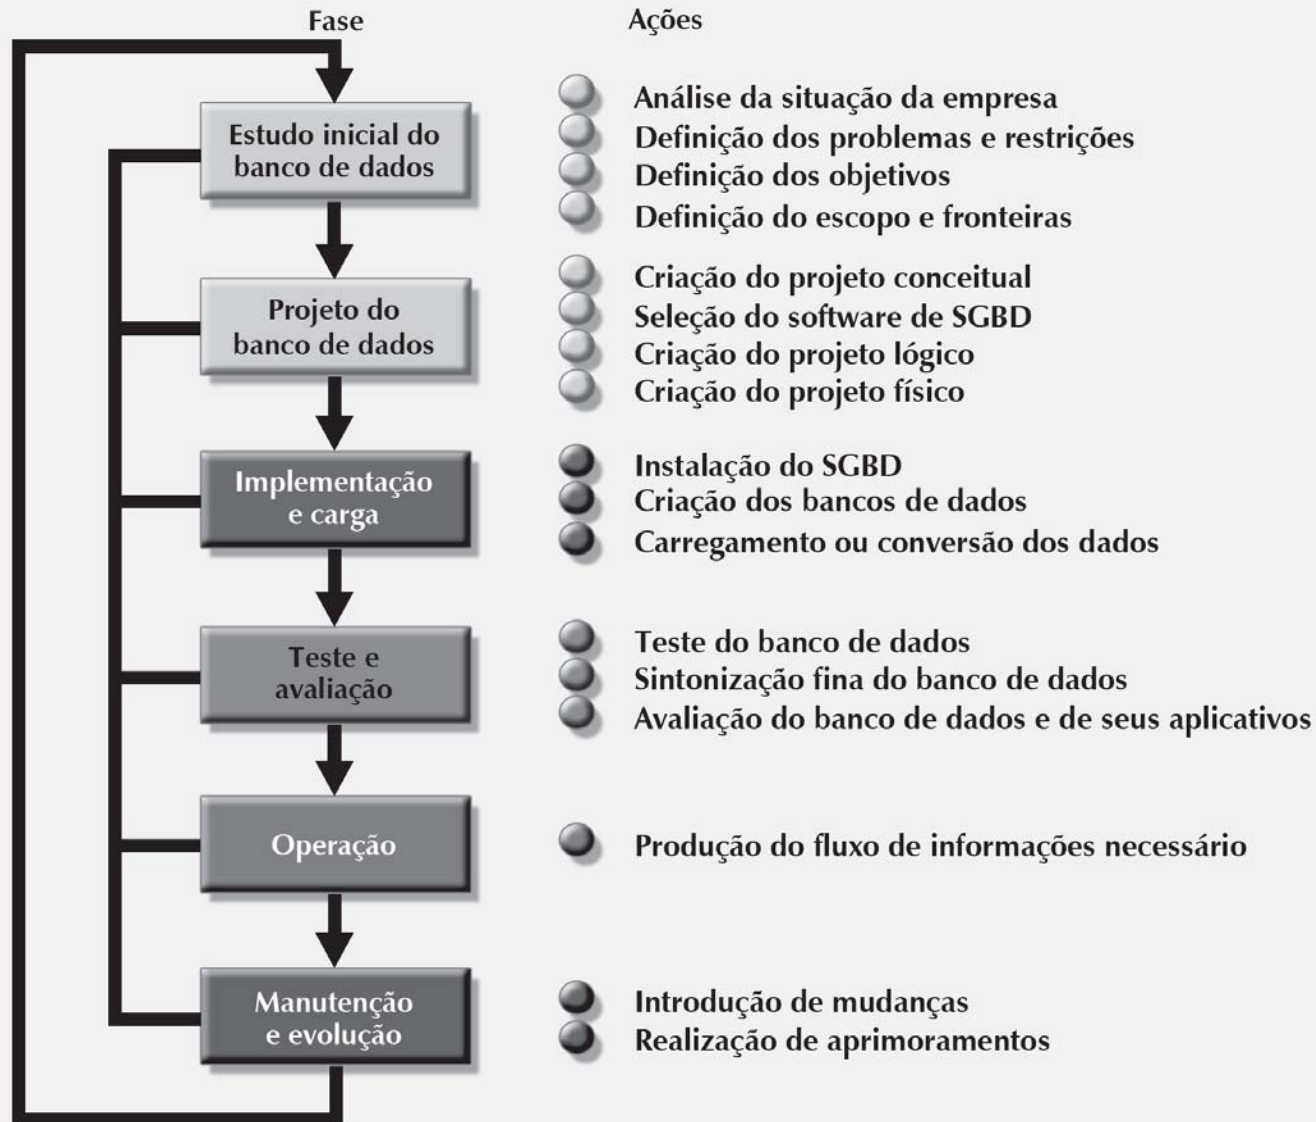 Fase
Ações
Estudo inicial do
banco de dados
Análise da situação da empresa
Definição dos problemas e restrições
Definição dos objetivos
Definição do escopo e fronteiras
Projeto do
banco de dados
Criação do projeto conceitual
Seleção do software de SGBD
Criação do projeto lógico
Criação do projeto físico
Implementação
e carga
Instalação do SGBD
Criação dos bancos de dados
Carregamento ou conversão dos dados
Teste e
avaliação
Teste do banco de dados
Sintonização fina do banco de dados
Avaliação do banco de dados e de seus aplicativos
Operação
Produção do fluxo de informações necessário
Manutenção
e evolução
Introdução de mudanças
Realização de aprimoramentos